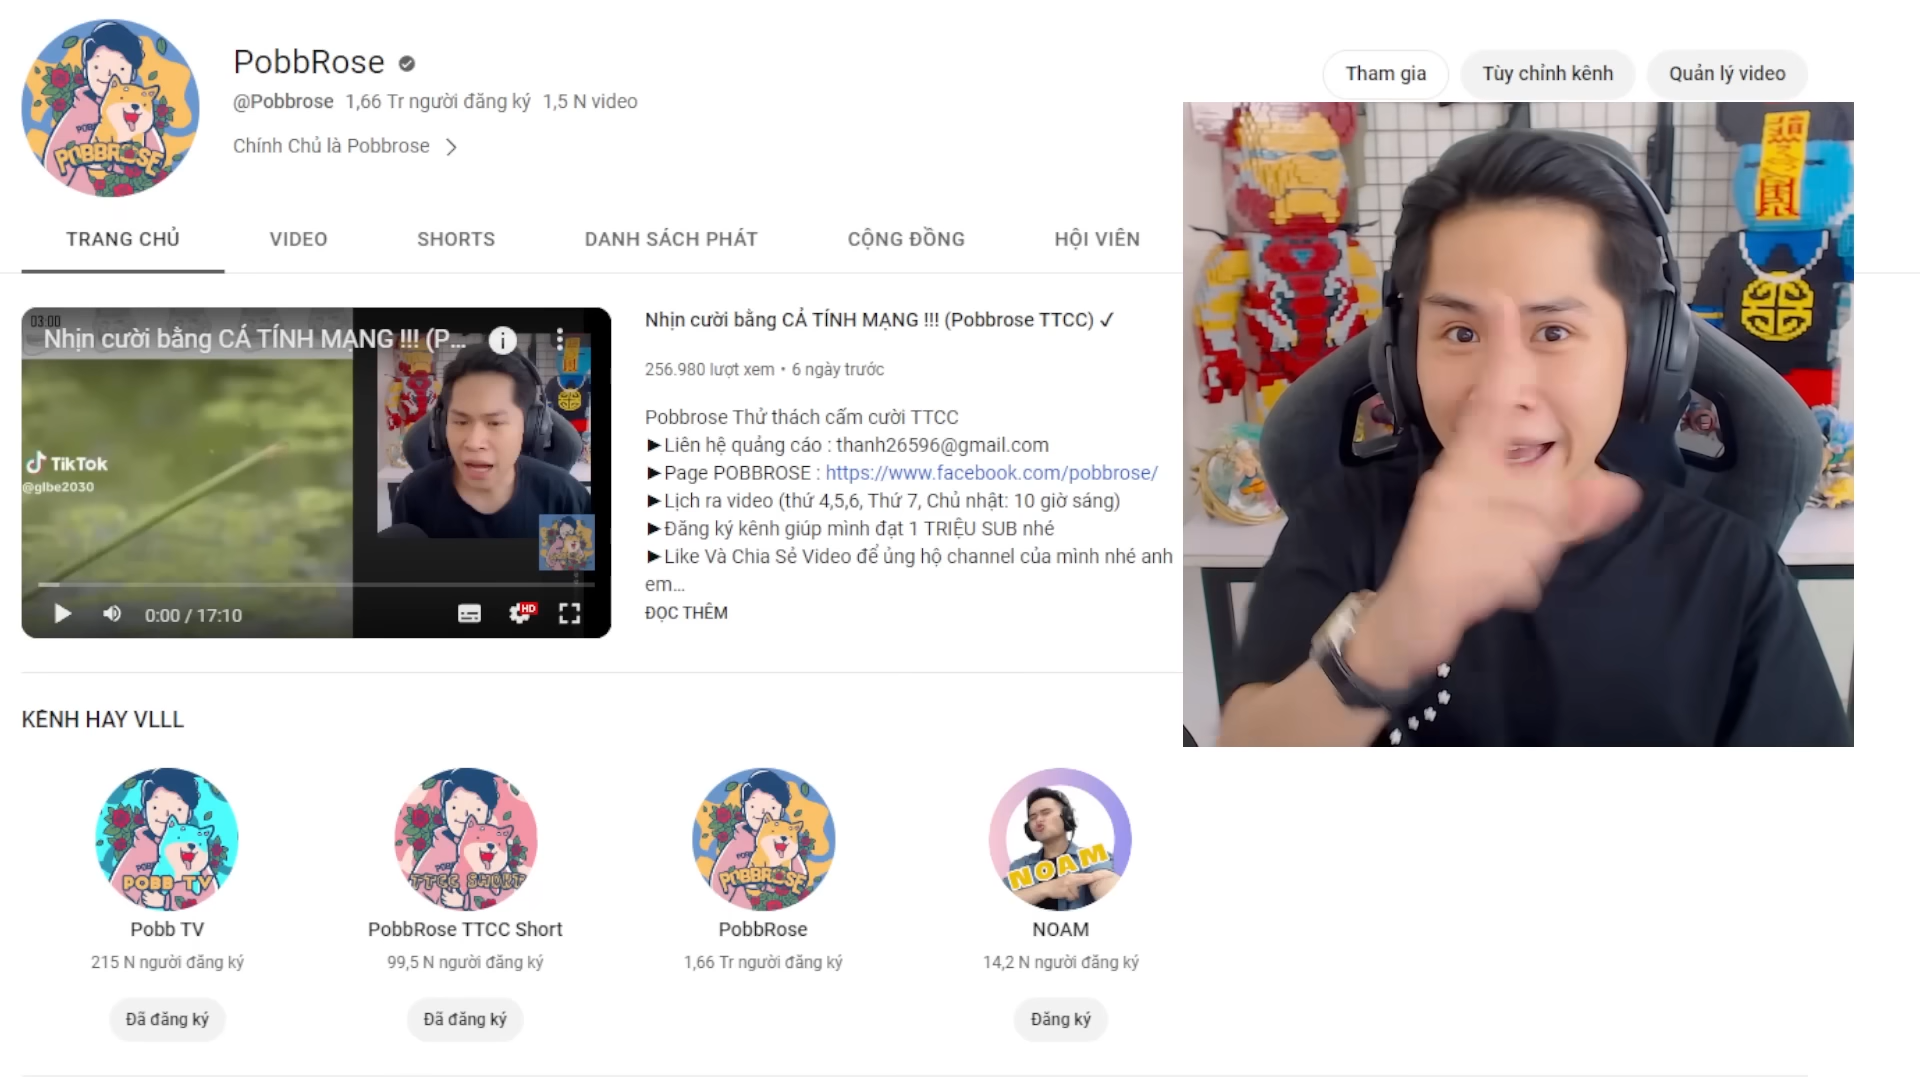 PobbRose
@Pobbrose 1,66 Tr người đăng ký 1,5 N video
Chính Chủ là Pobbrose
Tham gia
Tùy chỉnh kênh
Quản lý video
TRANG CHỦ
VIDEO
SHORTS
DANH SÁCH PHÁT
CỘNG ĐỒNG
HỘI VIÊN
03:00
Nhịn cười bằng CẢ TÍNH MẠNG !!! (P...
TikTok
@glbe2030
0:00 / 17:10
HD
Nhịn cười bằng CẢ TÍNH MẠNG !!! (Pobbrose TTCC) ✓
256.980 lượt xem • 6 ngày trước
Pobbrose Thử thách cấm cười TTCC
►Liên hệ quảng cáo : thanh26596@gmail.com
►Page POBBROSE : https://www.facebook.com/pobbrose/
►Lịch ra video (thứ 4,5,6, Thứ 7, Chủ nhật: 10 giờ sáng)
►Đăng ký kênh giúp mình đạt 1 TRIỆU SUB nhé
►Like Và Chia Sẻ Video để ủng hộ channel của mình nhé anh
em...
ĐỌC THÊM
POBBROSE
KÊNH HAY VLLL
POBB TV
TTCC SHORT
POBBROSE
NOAM
Pobb TV
PobbRose TTCC Short
PobbRose
NOAM
215 N người đăng ký
99,5 N người đăng ký
1,66 Tr người đăng ký
14,2 N người đăng ký
Đã đăng ký
Đã đăng ký
Đăng ký